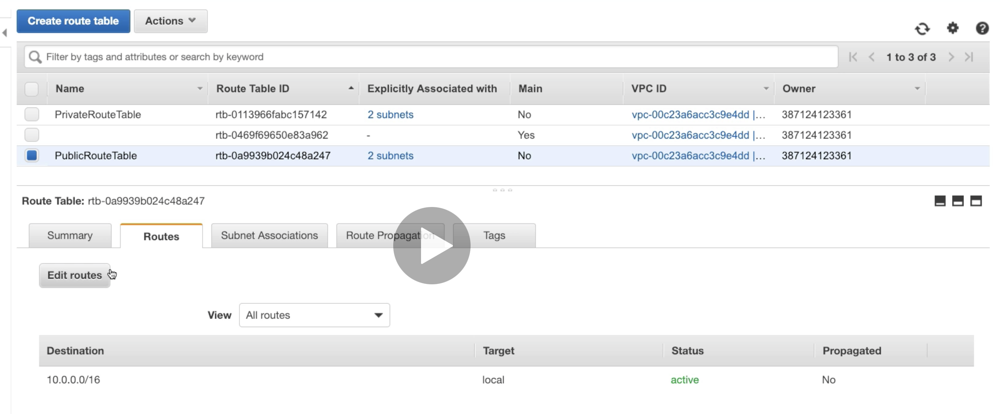 Create route table Actions
Filter by tags and attributes or search by keyword 1 to 3 of 3
Name Route Table ID Explicitly Associated with Main VPC ID Owner
PrivateRouteTable rtb-0113966fabc157142 2 subnets No vpc-00c23a6acc3c9e4dd |... 387124123361
rtb-0469f69650e83a962 - Yes vpc-00c23a6acc3c9e4dd |... 387124123361
PublicRouteTable rtb-0a9939b024c48a247 2 subnets No vpc-00c23a6acc3c9e4dd |... 387124123361
Route Table: rtb-0a9939b024c48a247
Summary Routes Subnet Associations Route Propagation Tags
Edit routes
View All routes
Destination Target Status Propagated
10.0.0.0/16 local active No